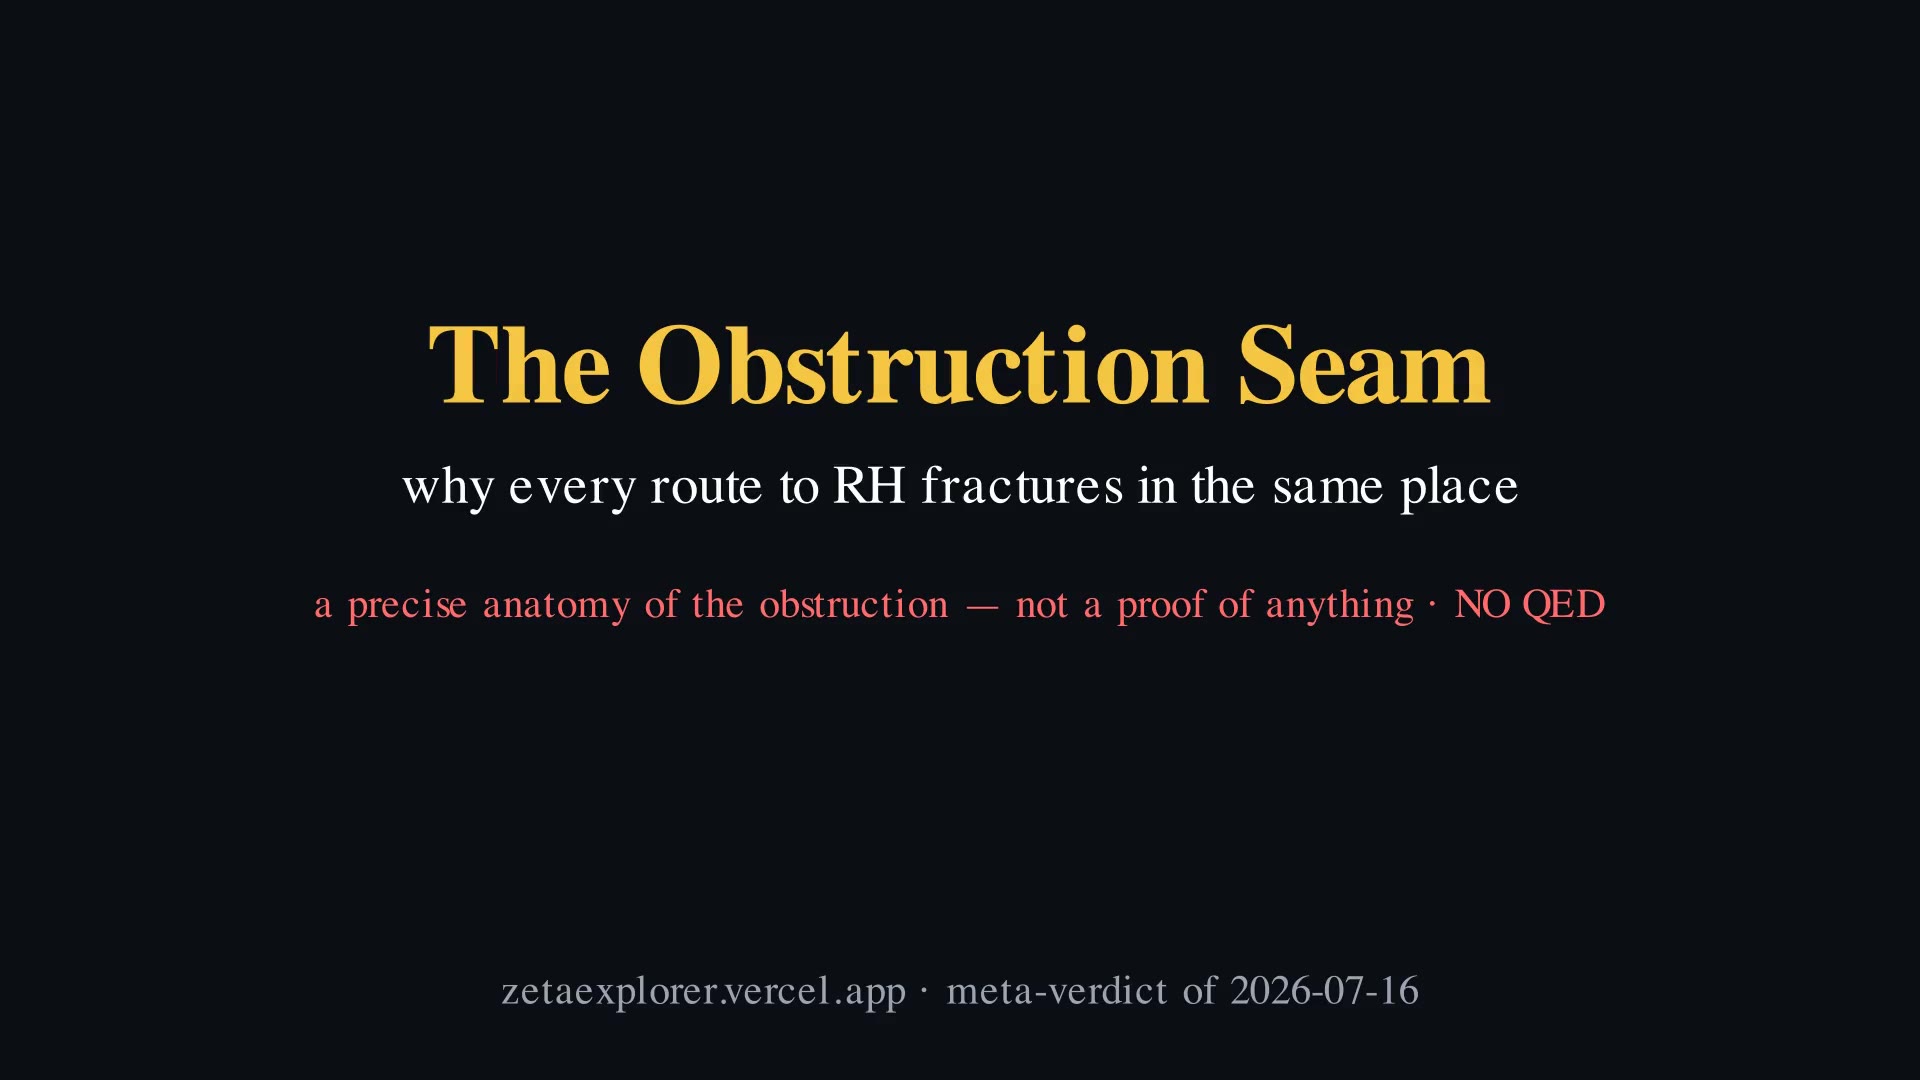 The Obstruction Seam
why every route to RH fractures in the same place
a precise anatomy of the obstruction — not a proof of anything · NO QED
zetaexplorer.vercel.app · meta-verdict of 2026-07-16